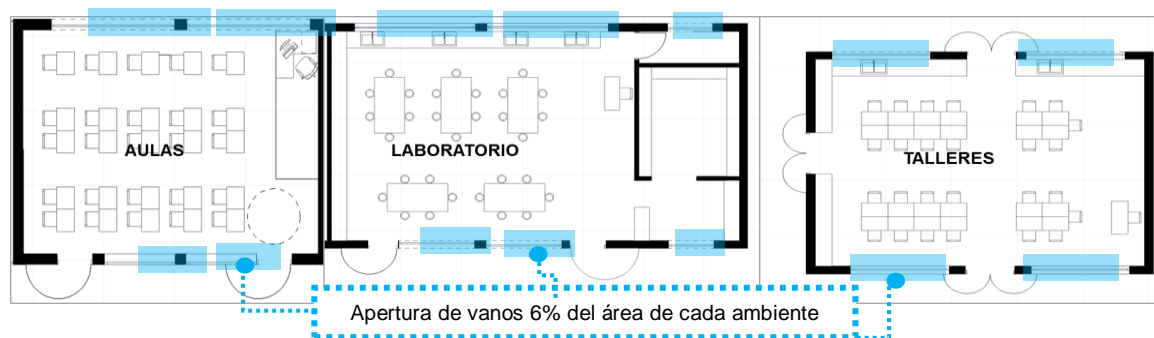 AULAS
LABORATORIO
TALLERES
Apertura de vanos 6% del área de cada ambiente